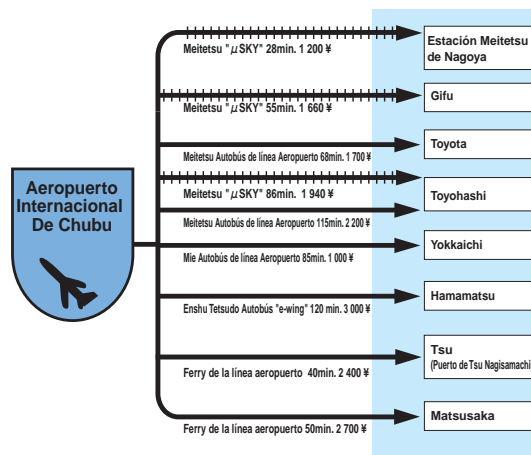 Meitetsu "μSKY" 28min. 1 200 ¥
Estación Meitetsu
de Nagoya
Meitetsu "μSKY" 55min. 1 660 ¥
Gifu
Meitetsu Autobús de línea Aeropuerto 68min. 1 700¥
Toyota
Aeropuerto
Internacional
De Chubu
Meitetsu "μSKY" 86min. 1 940 ¥
Toyohashi
Meitetsu Autobús de línea Aeropuerto 115min. 2 200 ¥
Mie Autobús de línea Aeropuerto 85min. 1 000 ¥
Yokkaichi
Enshu Tetsudo Autobús "e-wing" 120 min. 3 000 ¥
Hamamatsu
Ferry de la línea aeropuerto 40min. 2 400 ¥
Tsu
(Puerto de Tsu Nagisamachi)
Ferry de la línea aeropuerto 50min. 2 700 ¥
Matsusaka